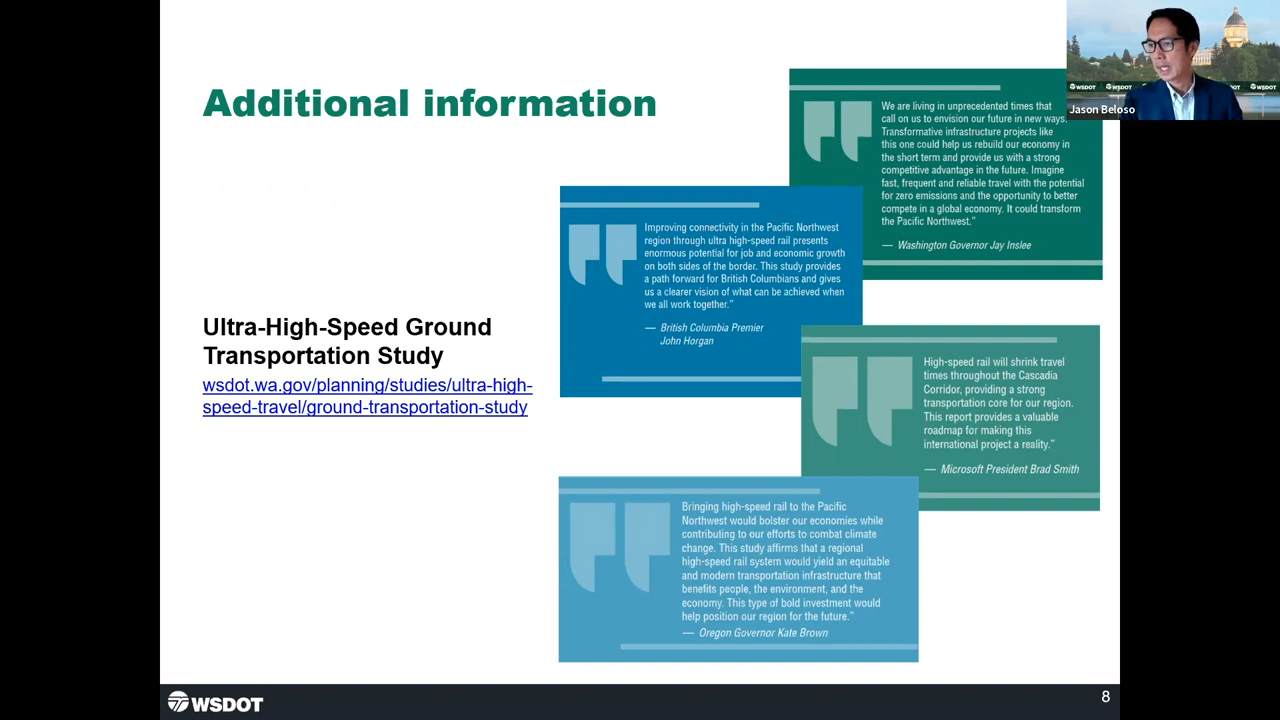 Additional information
Ultra-High-Speed Ground
Transportation Study
wsdot.wa.gov/planning/studies/ultra-high-
speed-travel/ground-transportation-study
We are living in unprecedented times that
call on us to envision our future in new ways.
Transformative infrastructure projects like
this one could help us rebuild our economy in
the short term and provide us with a strong
competitive advantage in the future. Imagine
fast, frequent and reliable travel with the potential
for zero emissions and the opportunity to better
compete in a global economy. It could transform
the Pacific Northwest.”
— Washington Governor Jay Inslee
Improving connectivity in the Pacific Northwest
region through ultra high-speed rail presents
enormous potential for job and economic growth
on both sides of the border. This study provides
a path forward for British Columbians and gives
us a clearer vision of what can be achieved when
we all work together.”
— British Columbia Premier
John Horgan
High-speed rail will shrink travel
times throughout the Cascadia
Corridor, providing a strong
transportation core for our region.
This report provides a valuable
roadmap for making this
international project a reality.”
— Microsoft President Brad Smith
Bringing high-speed rail to the Pacific
Northwest would bolster our economies while
contributing to our efforts to combat climate
change. This study affirms that a regional
high-speed rail system would yield an equitable
and modern transportation infrastructure that
benefits people, the environment, and the
economy. This type of bold investment would
help position our region for the future.”
— Oregon Governor Kate Brown
WSDOT
8
WSDOT WSDOT WSDOT
Jason Beloso